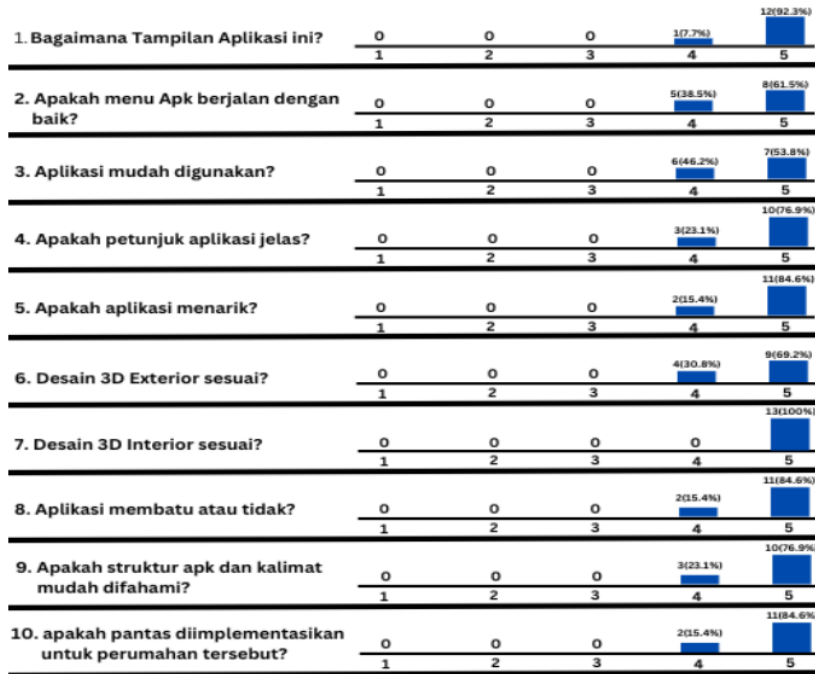 12(92.3%)
1. Bagaimana Tampilan Aplikasi ini? 0 0 0 1(7.7%)
1 2 3 4 5
8(61.5%)
2. Apakah menu Apk berjalan dengan 0 0 0 5(38.5%)
baik?
1 2 3 4 5
7(53.8%)
3. Aplikasi mudah digunakan? 0 0 0 6(46.2%)
1 2 3 4 5
10(76.9%)
4. Apakah petunjuk aplikasi jelas? 0 0 0 3(23.1%)
1 2 3 4 5
11(84.6%)
5. Apakah aplikasi menarik? 0 0 0 2(15.4%)
1 2 3 4 5
9(69.2%)
6. Desain 3D Exterior sesuai? 0 0 0 4(30.8%)
1 2 3 4 5
13(100%)
7. Desain 3D Interior sesuai? 0 0 0 0
1 2 3 4 5
11(84.6%)
8. Aplikasi membatu atau tidak? 0 0 0 2(15.4%)
1 2 3 4 5
10(76.9%
9. Apakah struktur apk dan kalimat 0 0 0 3(23.1%)
mudah difahami?
1 2 3 4 5
11(84.6%
10. apakah pantas diimplementasikan 0 0 0 2(15.4%)
untuk perumahan tersebut?
1 2 3 4 5